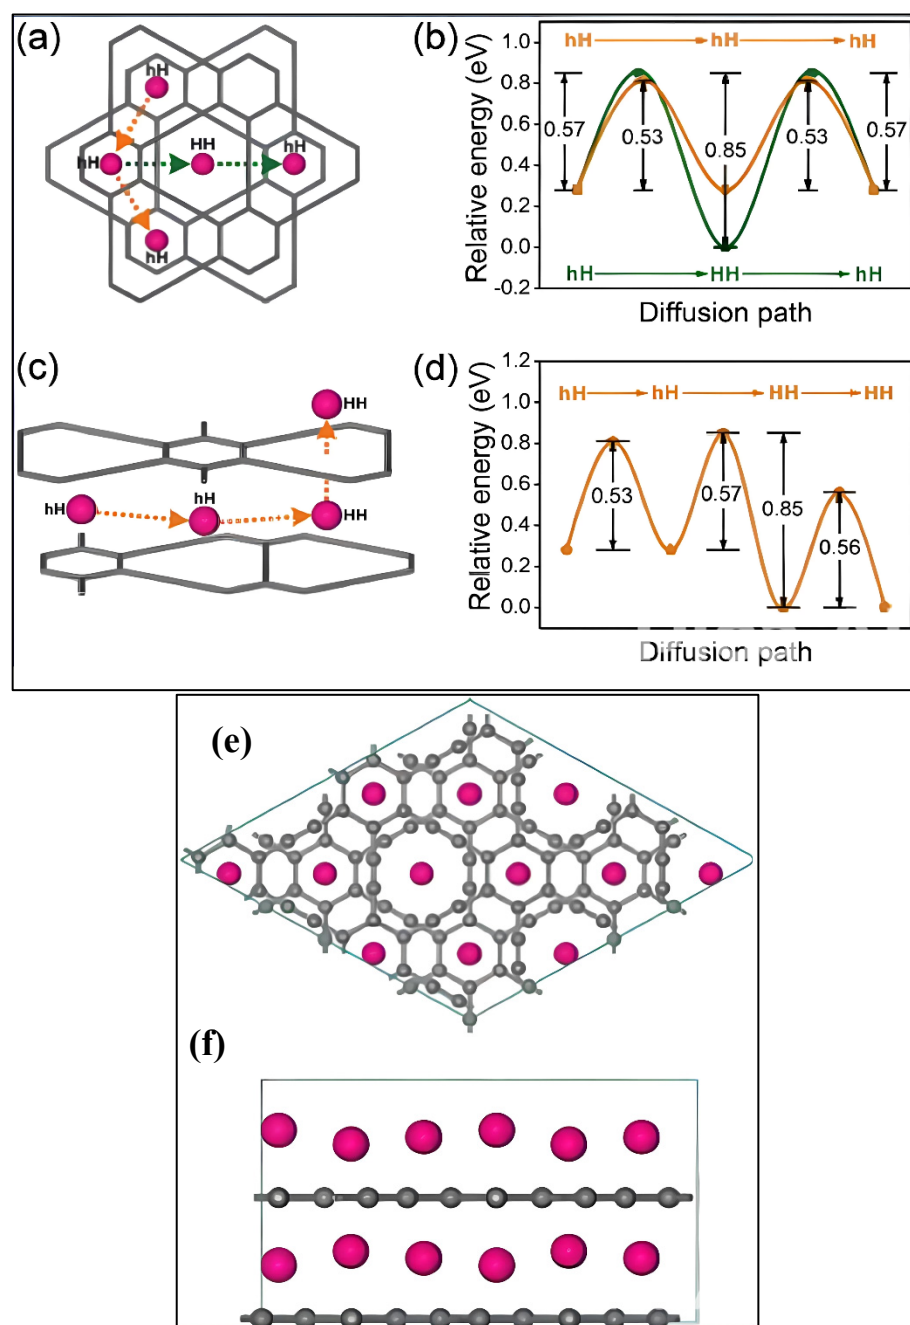 (a)
hH
HH
hH
hH
hH
(b)
Relative energy (eV)
1.0
0.8
0.6
0.4
0.2
0.0
-0.2
hH hH hH
0.57
0.53
0.85
0.53
0.57
hH HH hH
Diffusion path
(c)
HH
hH
hH
HH
(d)
Relative energy (eV)
1.2
1.0
0.8
0.6
0.4
0.2
0.0
hH hH HH HH
0.53
0.57
0.85
0.56
Diffusion path
(e)
(f)